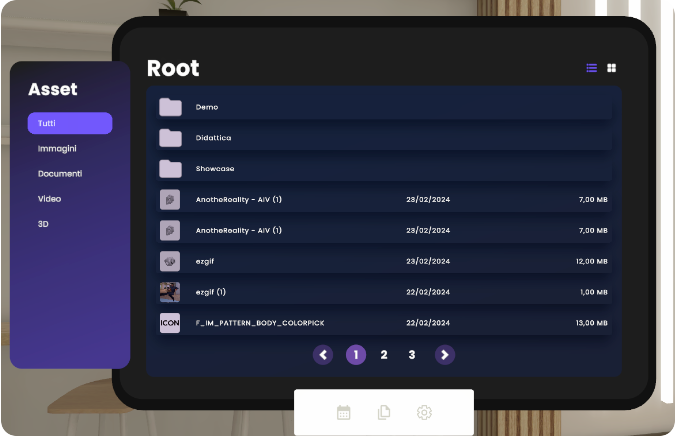 Asset
Tutti
Immagini
Documenti
Video
3D
Root
Demo
Didattica
Showcase
AnotheReality - AIV (1) 23/02/2024 7,00 MB
AnotheReality - AIV (1) 23/02/2024 7,00 MB
ezgif 23/02/2024 12,00 MB
ezgif (1) 22/02/2024 1,00 MB
ICON F_IM_PATTERN_BODY_COLORPICK 22/02/2024 13,00 MB
1 2 3